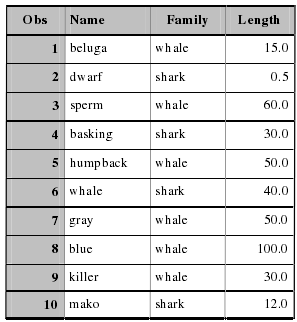 Obs Name Family Length
1 beluga whale 15.0
2 dwarf shark 0.5
3 sperm whale 60.0
4 basking shark 30.0
5 humpback whale 50.0
6 whale shark 40.0
7 gray whale 50.0
8 blue whale 100.0
9 killer whale 30.0
10 mako shark 12.0